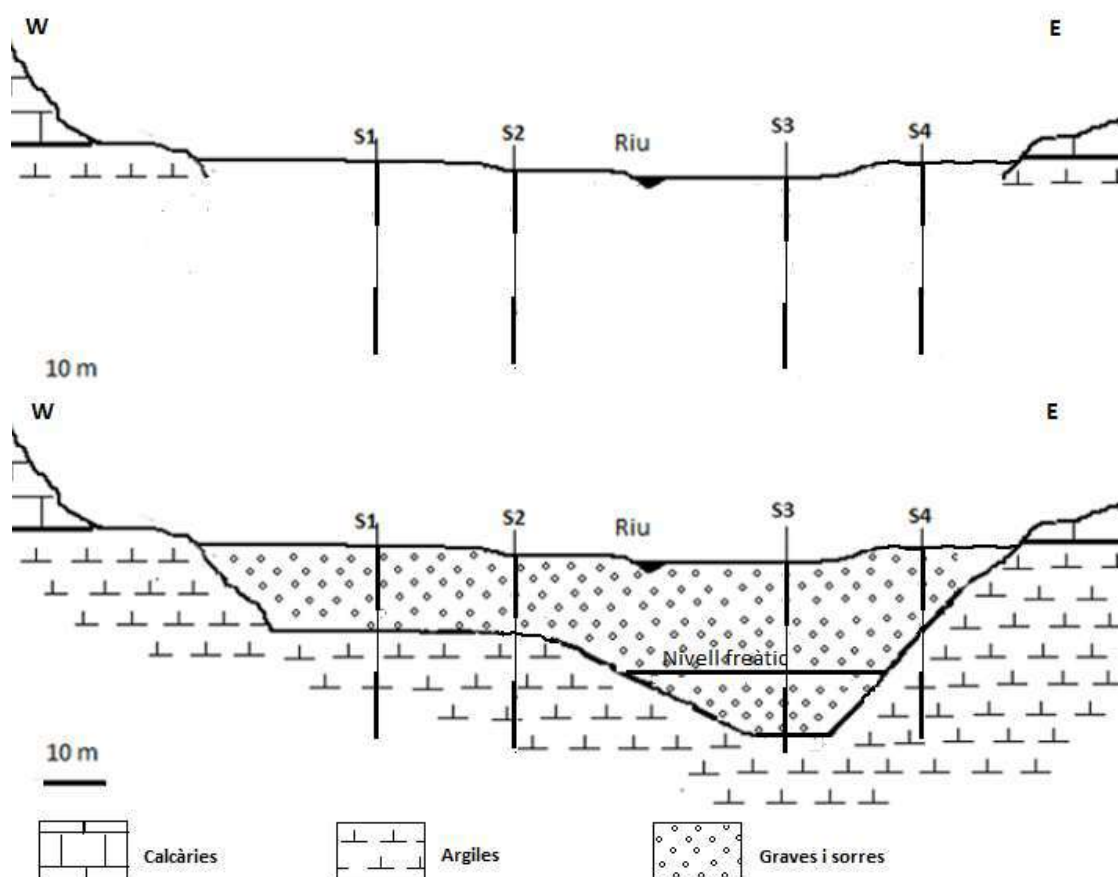 W E
S1 S2 Riu S3 S4
10 m
W E
S1 S2 Riu S3 S4
Nivell freàtic
10 m
Calcàries Argiles Graves i sorres